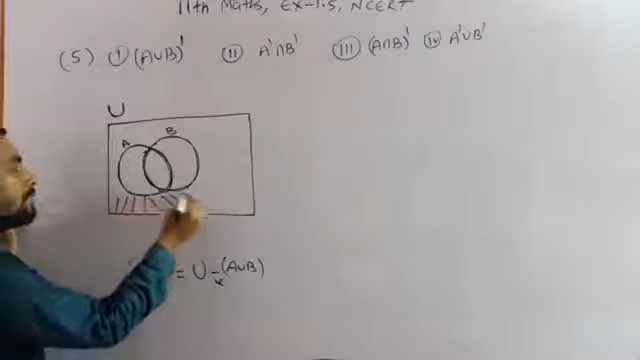 11th Maths, EX-1.5, NCERT
(5) (i) (A∪B)' (ii) A'∩B' (iii) (A∩B)' (iv) A'∪B'
U
A B
= U - (A∪B)